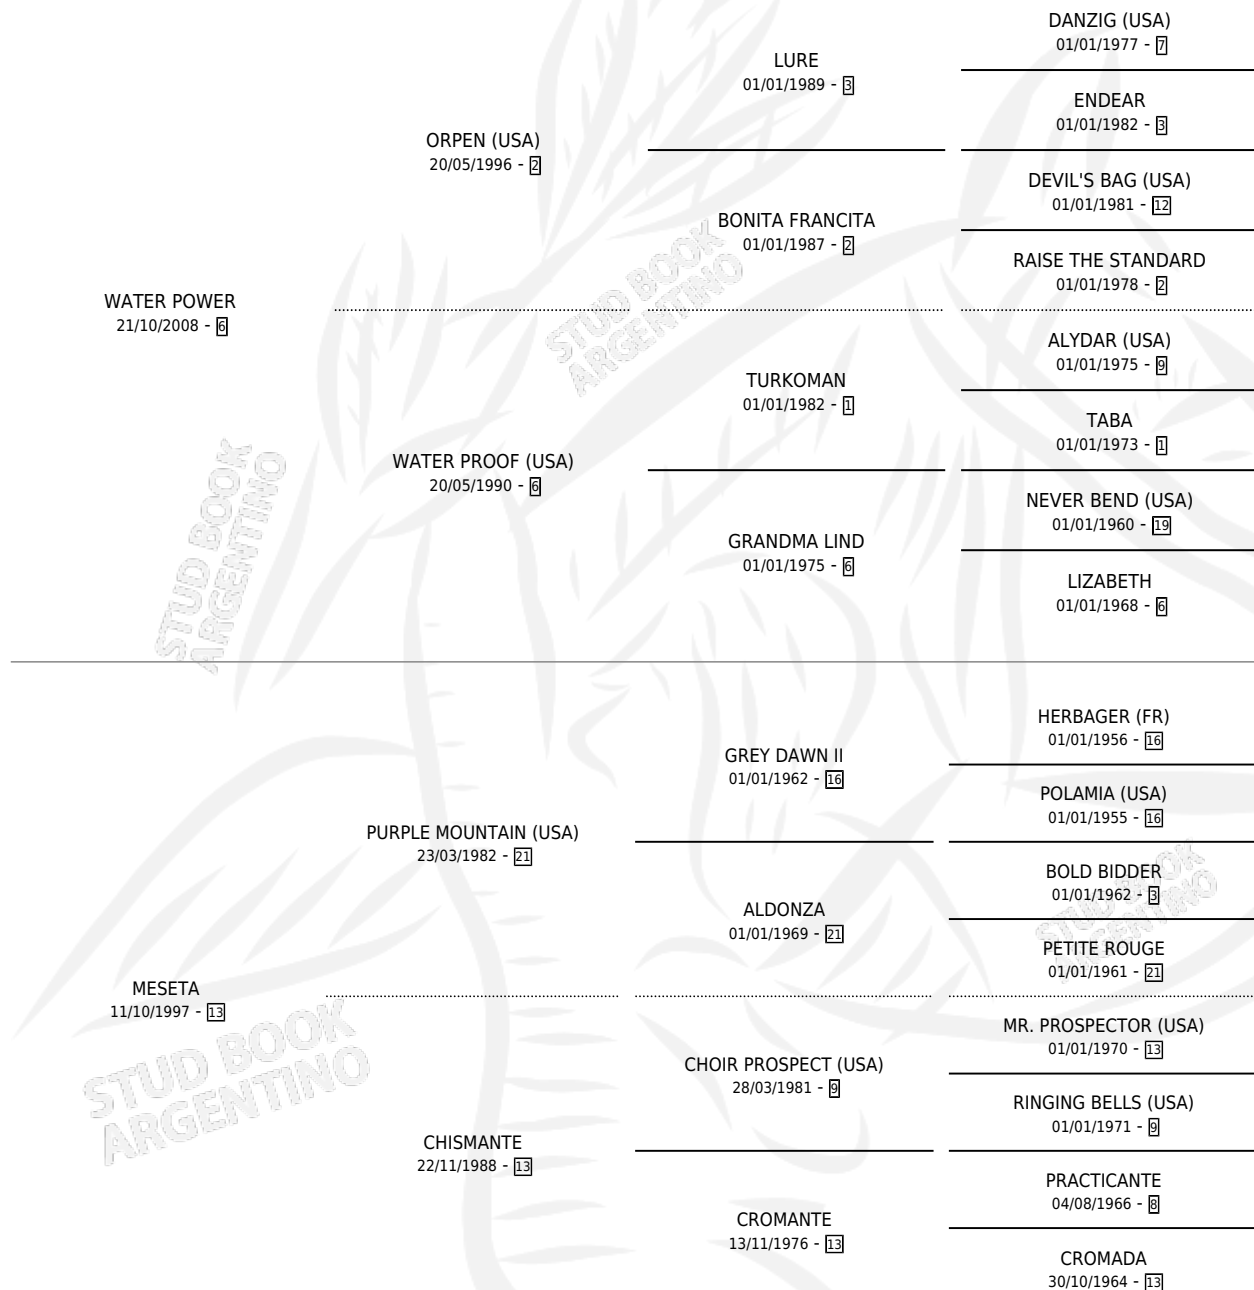 DANZIG (USA)
01/01/1977 - 7
LURE
01/01/1989 - 3
ENDEAR
01/01/1982 - 3
ORPEN (USA)
20/05/1996 - 2
DEVIL'S BAG (USA)
01/01/1981 - 12
BONITA FRANCITA
01/01/1987 - 2
RAISE THE STANDARD
01/01/1978 - 2
WATER POWER
21/10/2008 - 6
STUD BOOK
ARGENTINO
ALYDAR (USA)
01/01/1975 - 9
TURKOMAN
01/01/1982 - 1
TABA
01/01/1973 - 1
WATER PROOF (USA)
20/05/1990 - 6
NEVER BEND (USA)
01/01/1960 - 19
GRANDMA LIND
01/01/1975 - 6
LIZABETH
01/01/1968 - 6
STUD BOOK
ARGENTINO
HERBAGER (FR)
01/01/1956 - 16
GREY DAWN II
01/01/1962 - 16
POLAMIA (USA)
01/01/1955 - 16
PURPLE MOUNTAIN (USA)
23/03/1982 - 21
BOLD BIDDER
01/01/1962 - 3
ALDONZA
01/01/1969 - 21
PETITE ROUGE
01/01/1961 - 21
STUD BOOK
ARGENTINO
MESETA
11/10/1997 - 13
MR. PROSPECTOR (USA)
01/01/1970 - 13
CHOIR PROSPECT (USA)
28/03/1981 - 9
RINGING BELLS (USA)
01/01/1971 - 9
STUD BOOK
ARGENTINO
CHISMANTE
22/11/1988 - 13
PRACTICANTE
04/08/1966 - 8
CROMANTE
13/11/1976 - 13
CROMADA
30/10/1964 - 13